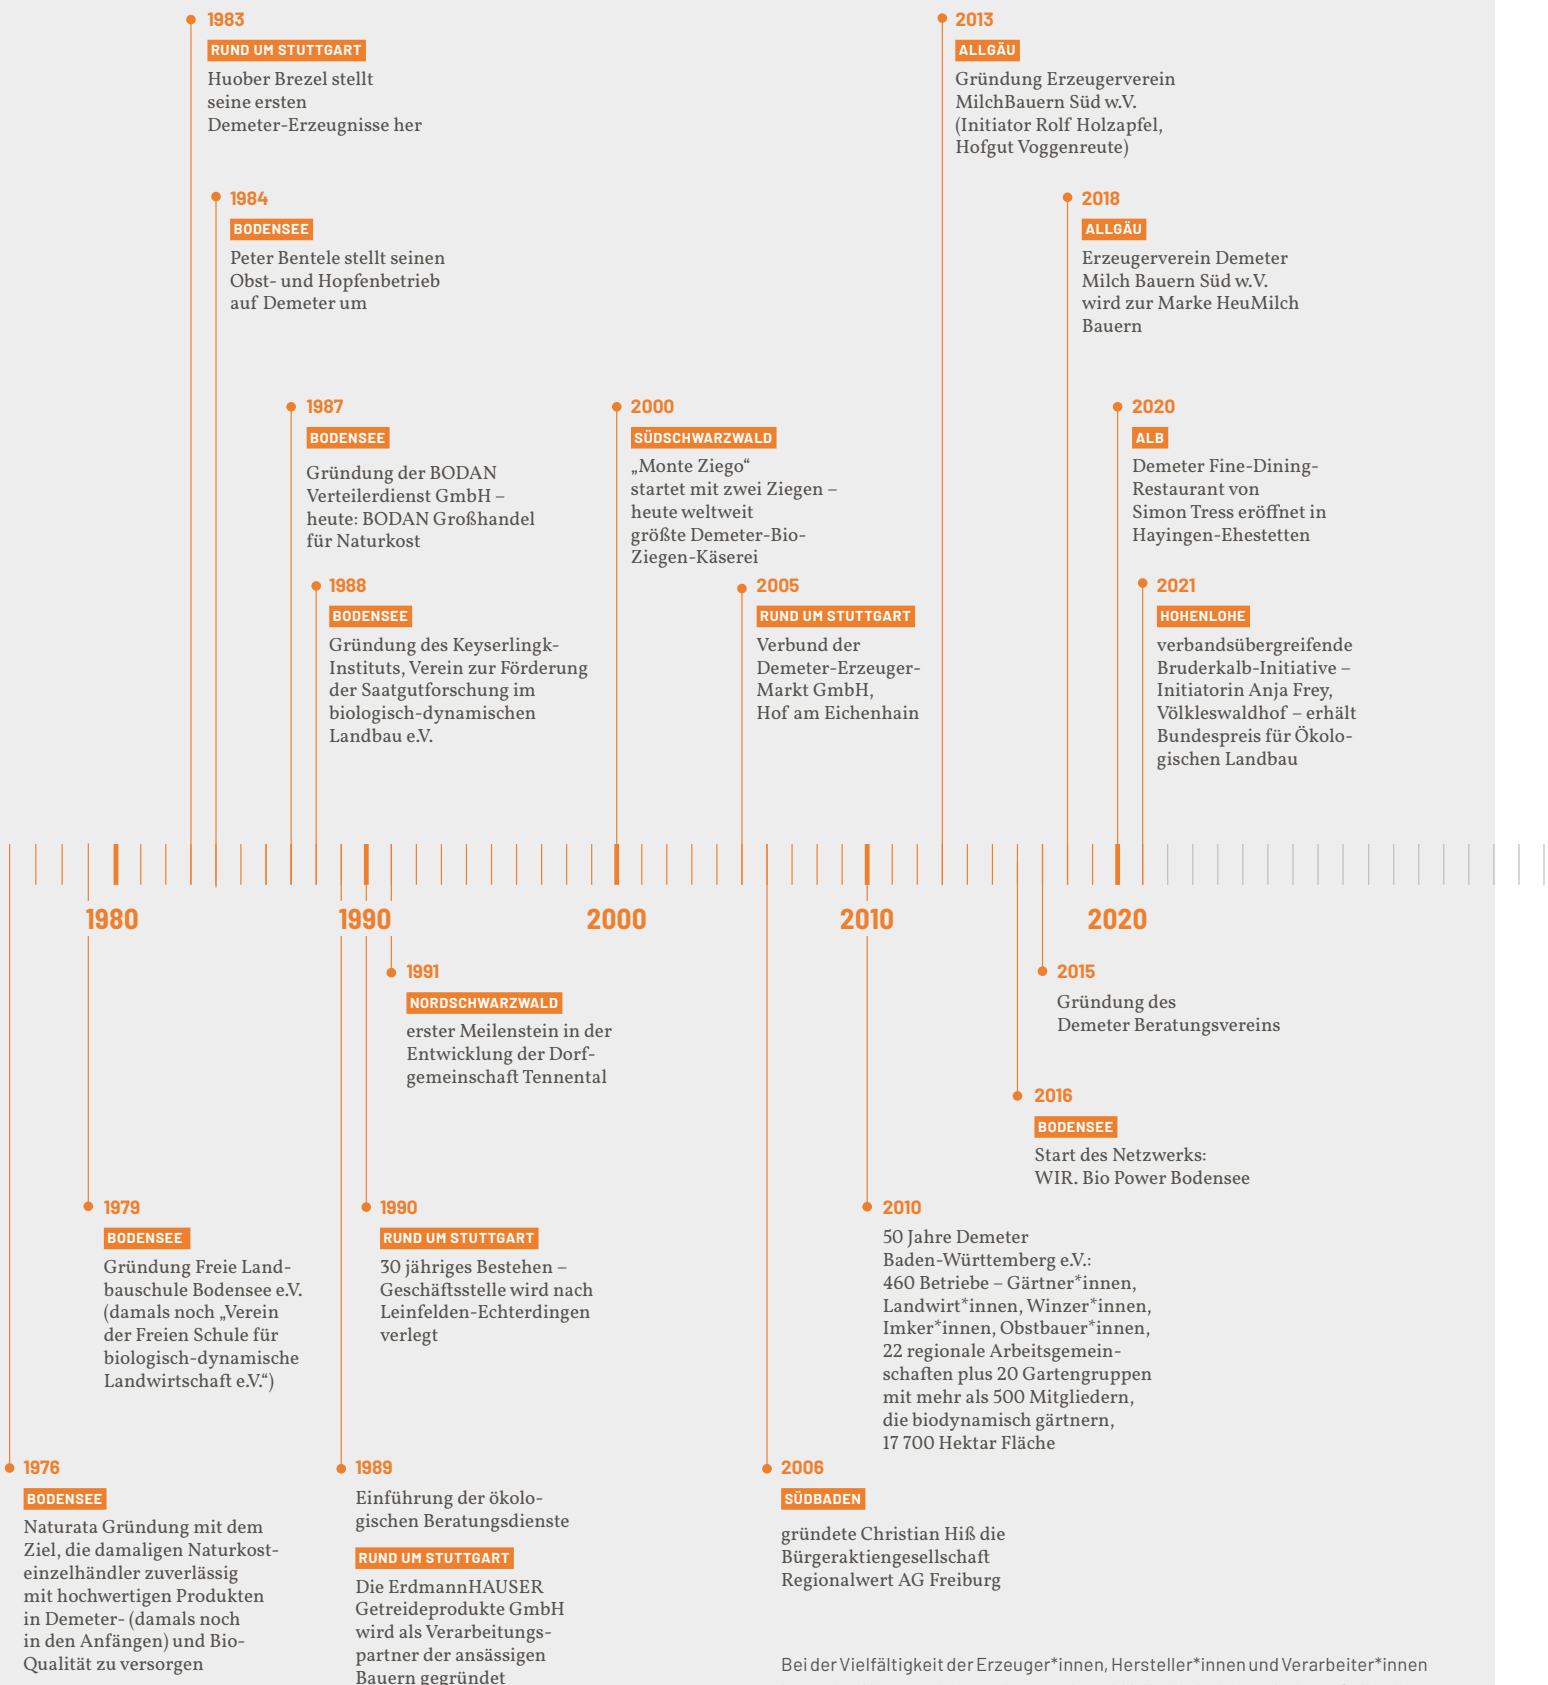 1983
RUND UM STUTTGART
Huober Brezel stellt
seine ersten
Demeter-Erzeugnisse her
2013
ALLGÄU
Gründung Erzeugerverein
MilchBauern Süd w.V.
(Initiator Rolf Holzapfel,
Hofgut Voggenreute)
1984
BODENSEE
Peter Bentele stellt seinen
Obst- und Hopfenbetrieb
auf Demeter um
2018
ALLGÄU
Erzeugerverein Demeter
Milch Bauern Süd w.V.
wird zur Marke HeuMilch
Bauern
1987
BODENSEE
Gründung der BODAN
Verteilerdienst GmbH –
heute: BODAN Großhandel
für Naturkost
2000
SÜDSCHWARZWALD
„Monte Ziego“
startet mit zwei Ziegen –
heute weltweit
größte Demeter-Bio-
Ziegen-Käserei
2020
ALB
Demeter Fine-Dining-
Restaurant von
Simon Tress eröffnet in
Hayingen-Ehestetten
1988
BODENSEE
Gründung des Keyserlingk-
Instituts, Verein zur Förderung
der Saatgutforschung im
biologisch-dynamischen
Landbau e.V.
2005
RUND UM STUTTGART
Verbund der
Demeter-Erzeuger-
Markt GmbH,
Hof am Eichenhain
2021
HOHENLOHE
verbandsübergreifende
Bruderkalb-Initiative –
Initiatorin Anja Frey,
Völkleswaldhof – erhält
Bundespreis für Ökolo-
gischen Landbau
1980
1990
2000
2010
2020
1991
NORDSCHWARZWALD
erster Meilenstein in der
Entwicklung der Dorf-
gemeinschaft Tennental
2015
Gründung des
Demeter Beratungsvereins
2016
BODENSEE
Start des Netzwerks:
WIR. Bio Power Bodensee
1979
BODENSEE
Gründung Freie Land-
bauschule Bodensee e.V.
(damals noch „Verein
der Freien Schule für
biologisch-dynamische
Landwirtschaft e.V.“)
1990
RUND UM STUTTGART
30 jähriges Bestehen –
Geschäftsstelle wird nach
Leinfelden-Echterdingen
verlegt
2010
50 Jahre Demeter
Baden-Württemberg e.V.:
460 Betriebe – Gärtner*innen,
Landwirt*innen, Winzer*innen,
Imker*innen, Obstbauer*innen,
22 regionale Arbeitsgemein-
schaften plus 20 Gartengruppen
mit mehr als 500 Mitgliedern,
die biodynamisch gärtnern,
17 700 Hektar Fläche
1976
BODENSEE
Naturata Gründung mit dem
Ziel, die damaligen Naturkost-
einzelhändler zuverlässig
mit hochwertigen Produkten
in Demeter- (damals noch
in den Anfängen) und Bio-
Qualität zu versorgen
1989
Einführung der ökolo-
gischen Beratungsdienste
RUND UM STUTTGART
Die ErdmannHAUSER
Getreideprodukte GmbH
wird als Verarbeitungs-
partner der ansässigen
Bauern gegründet
2006
SÜDBADEN
gründete Christian Hiß die
Bürgeraktiengesellschaft
Regionalwert AG Freiburg
Bei der Vielfältigkeit der Erzeuger*innen, Hersteller*innen und Verarbeiter*innen